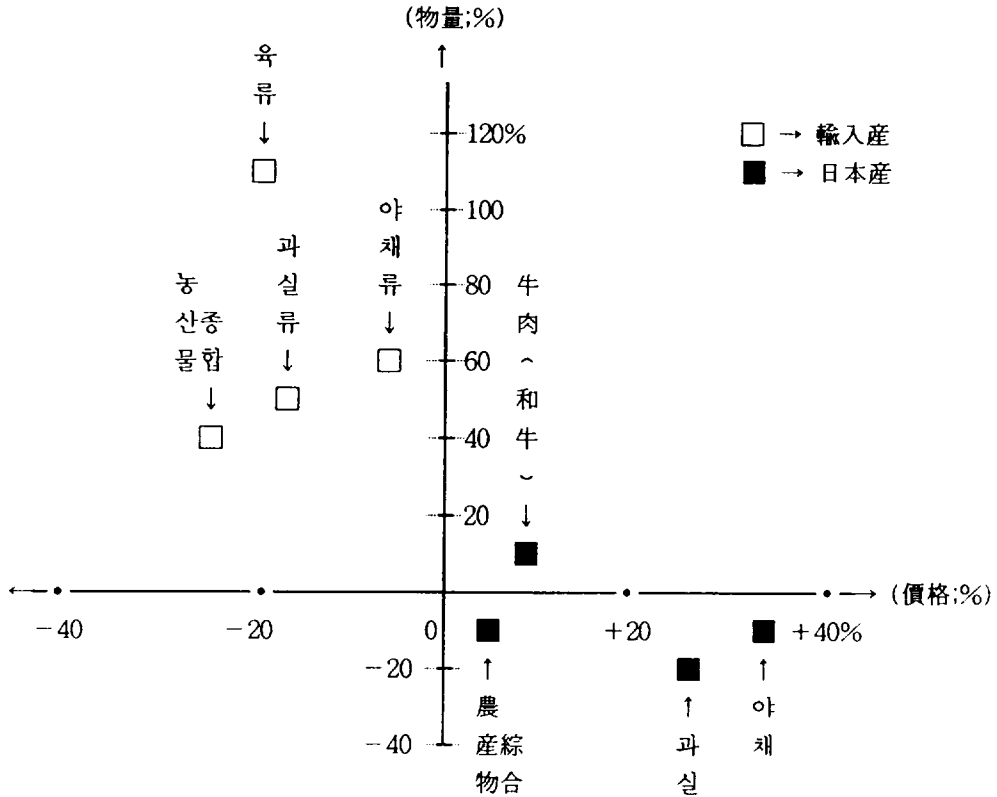 (物量;%)
육류
↓
120%
□ → 輸入産
■ → 日本産
100
야채류
↓
과실류
↓
농산물
종합
↓
80
60
40
20
牛肉(和牛)
↓
(價格;%)
−40
−20
0
+20
+40%
−20
−40
↑
農産物
綜合
↑
과실
↑
야채